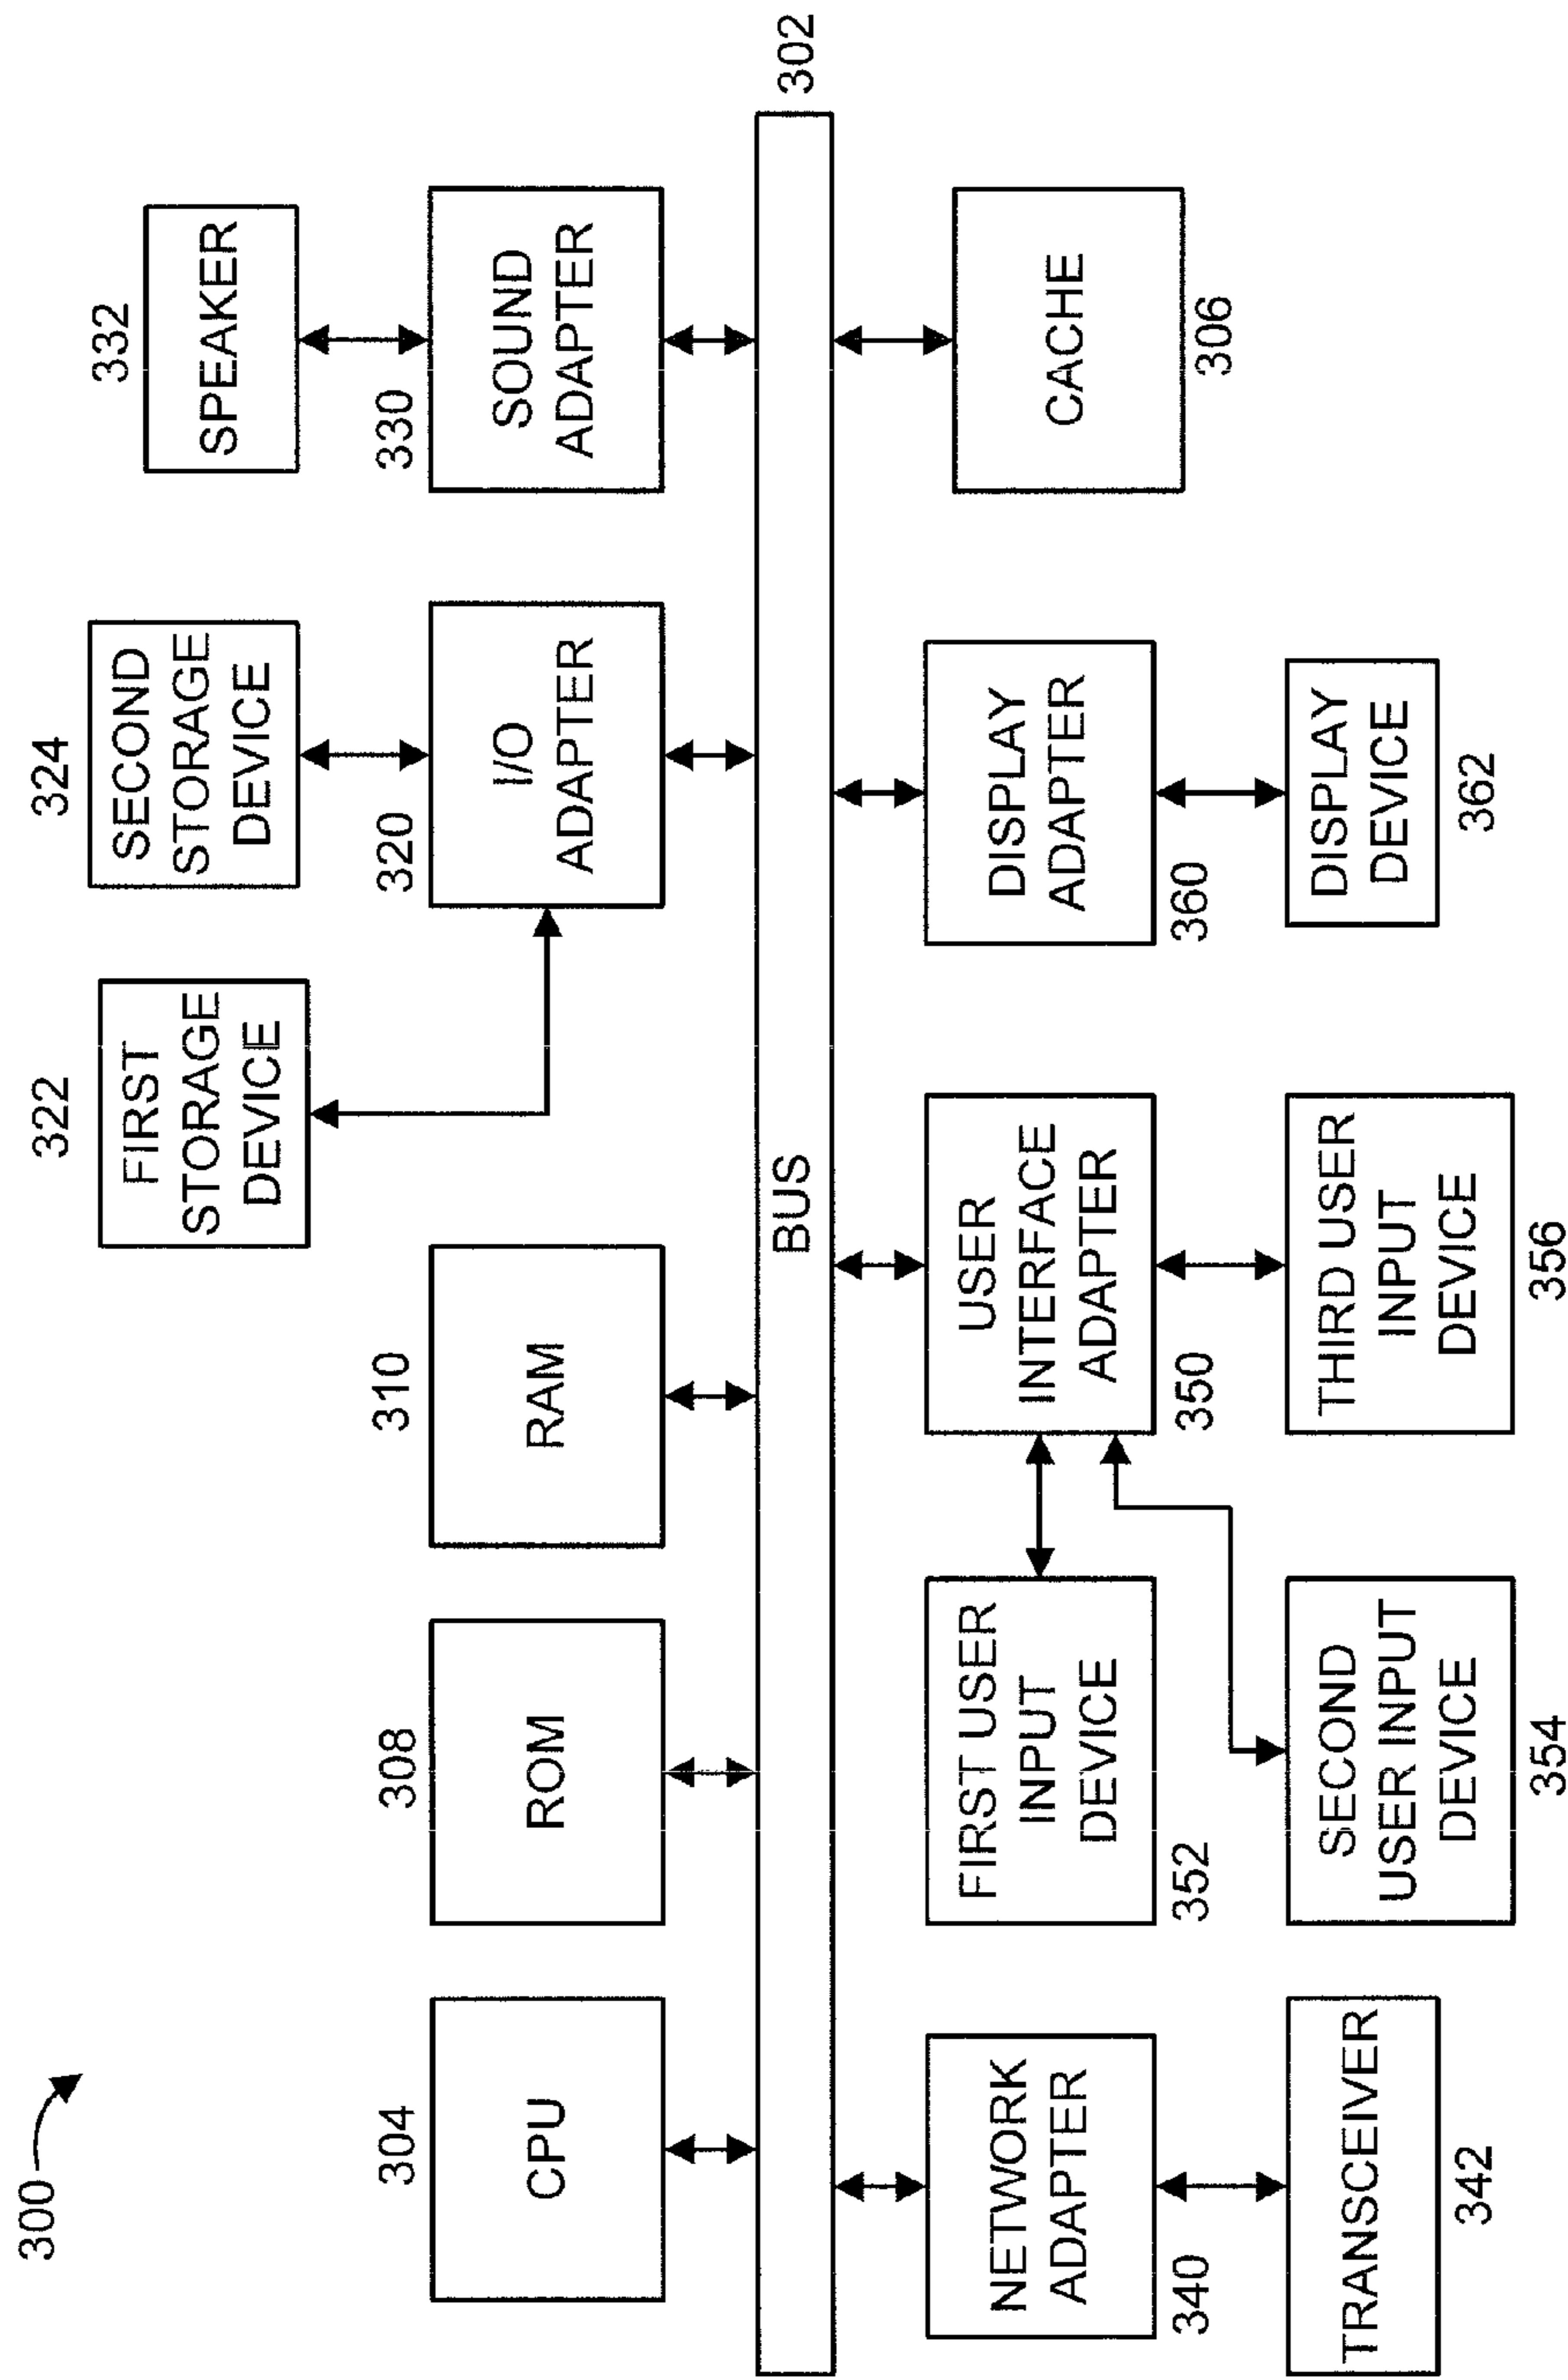 300
322
FIRST
STORAGE
DEVICE
324
SECOND
STORAGE
DEVICE
332
SPEAKER
304
CPU
308
ROM
310
RAM
320
I/O
ADAPTER
330
SOUND
ADAPTER
BUS
302
NETWORK
ADAPTER
340
FIRST USER
INPUT
DEVICE
352
USER
INTERFACE
ADAPTER
350
DISPLAY
ADAPTER
360
CACHE
306
TRANSCEIVER
342
SECOND
USER INPUT
DEVICE
354
THIRD USER
INPUT
DEVICE
356
DISPLAY
DEVICE
362